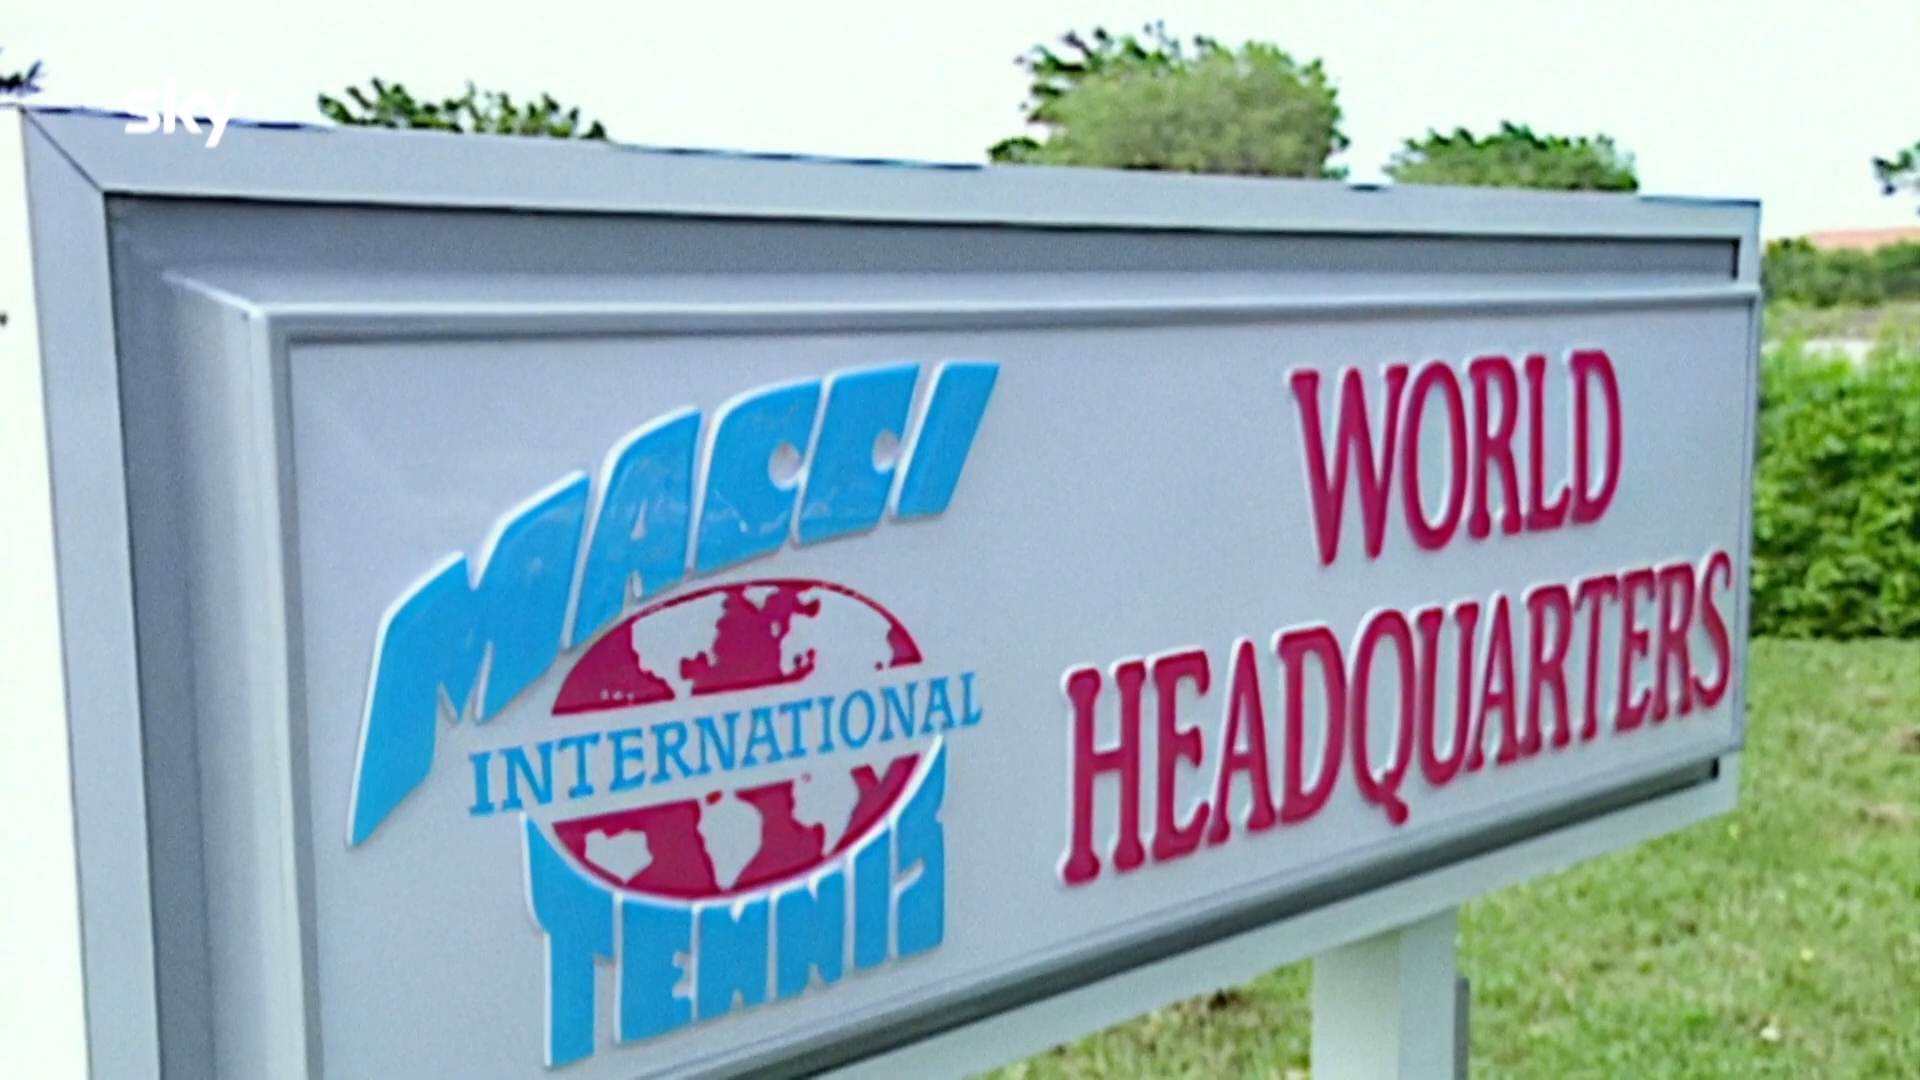 sky
MACCI
INTERNATIONAL
TENNIS
WORLD
HEADQUARTERS